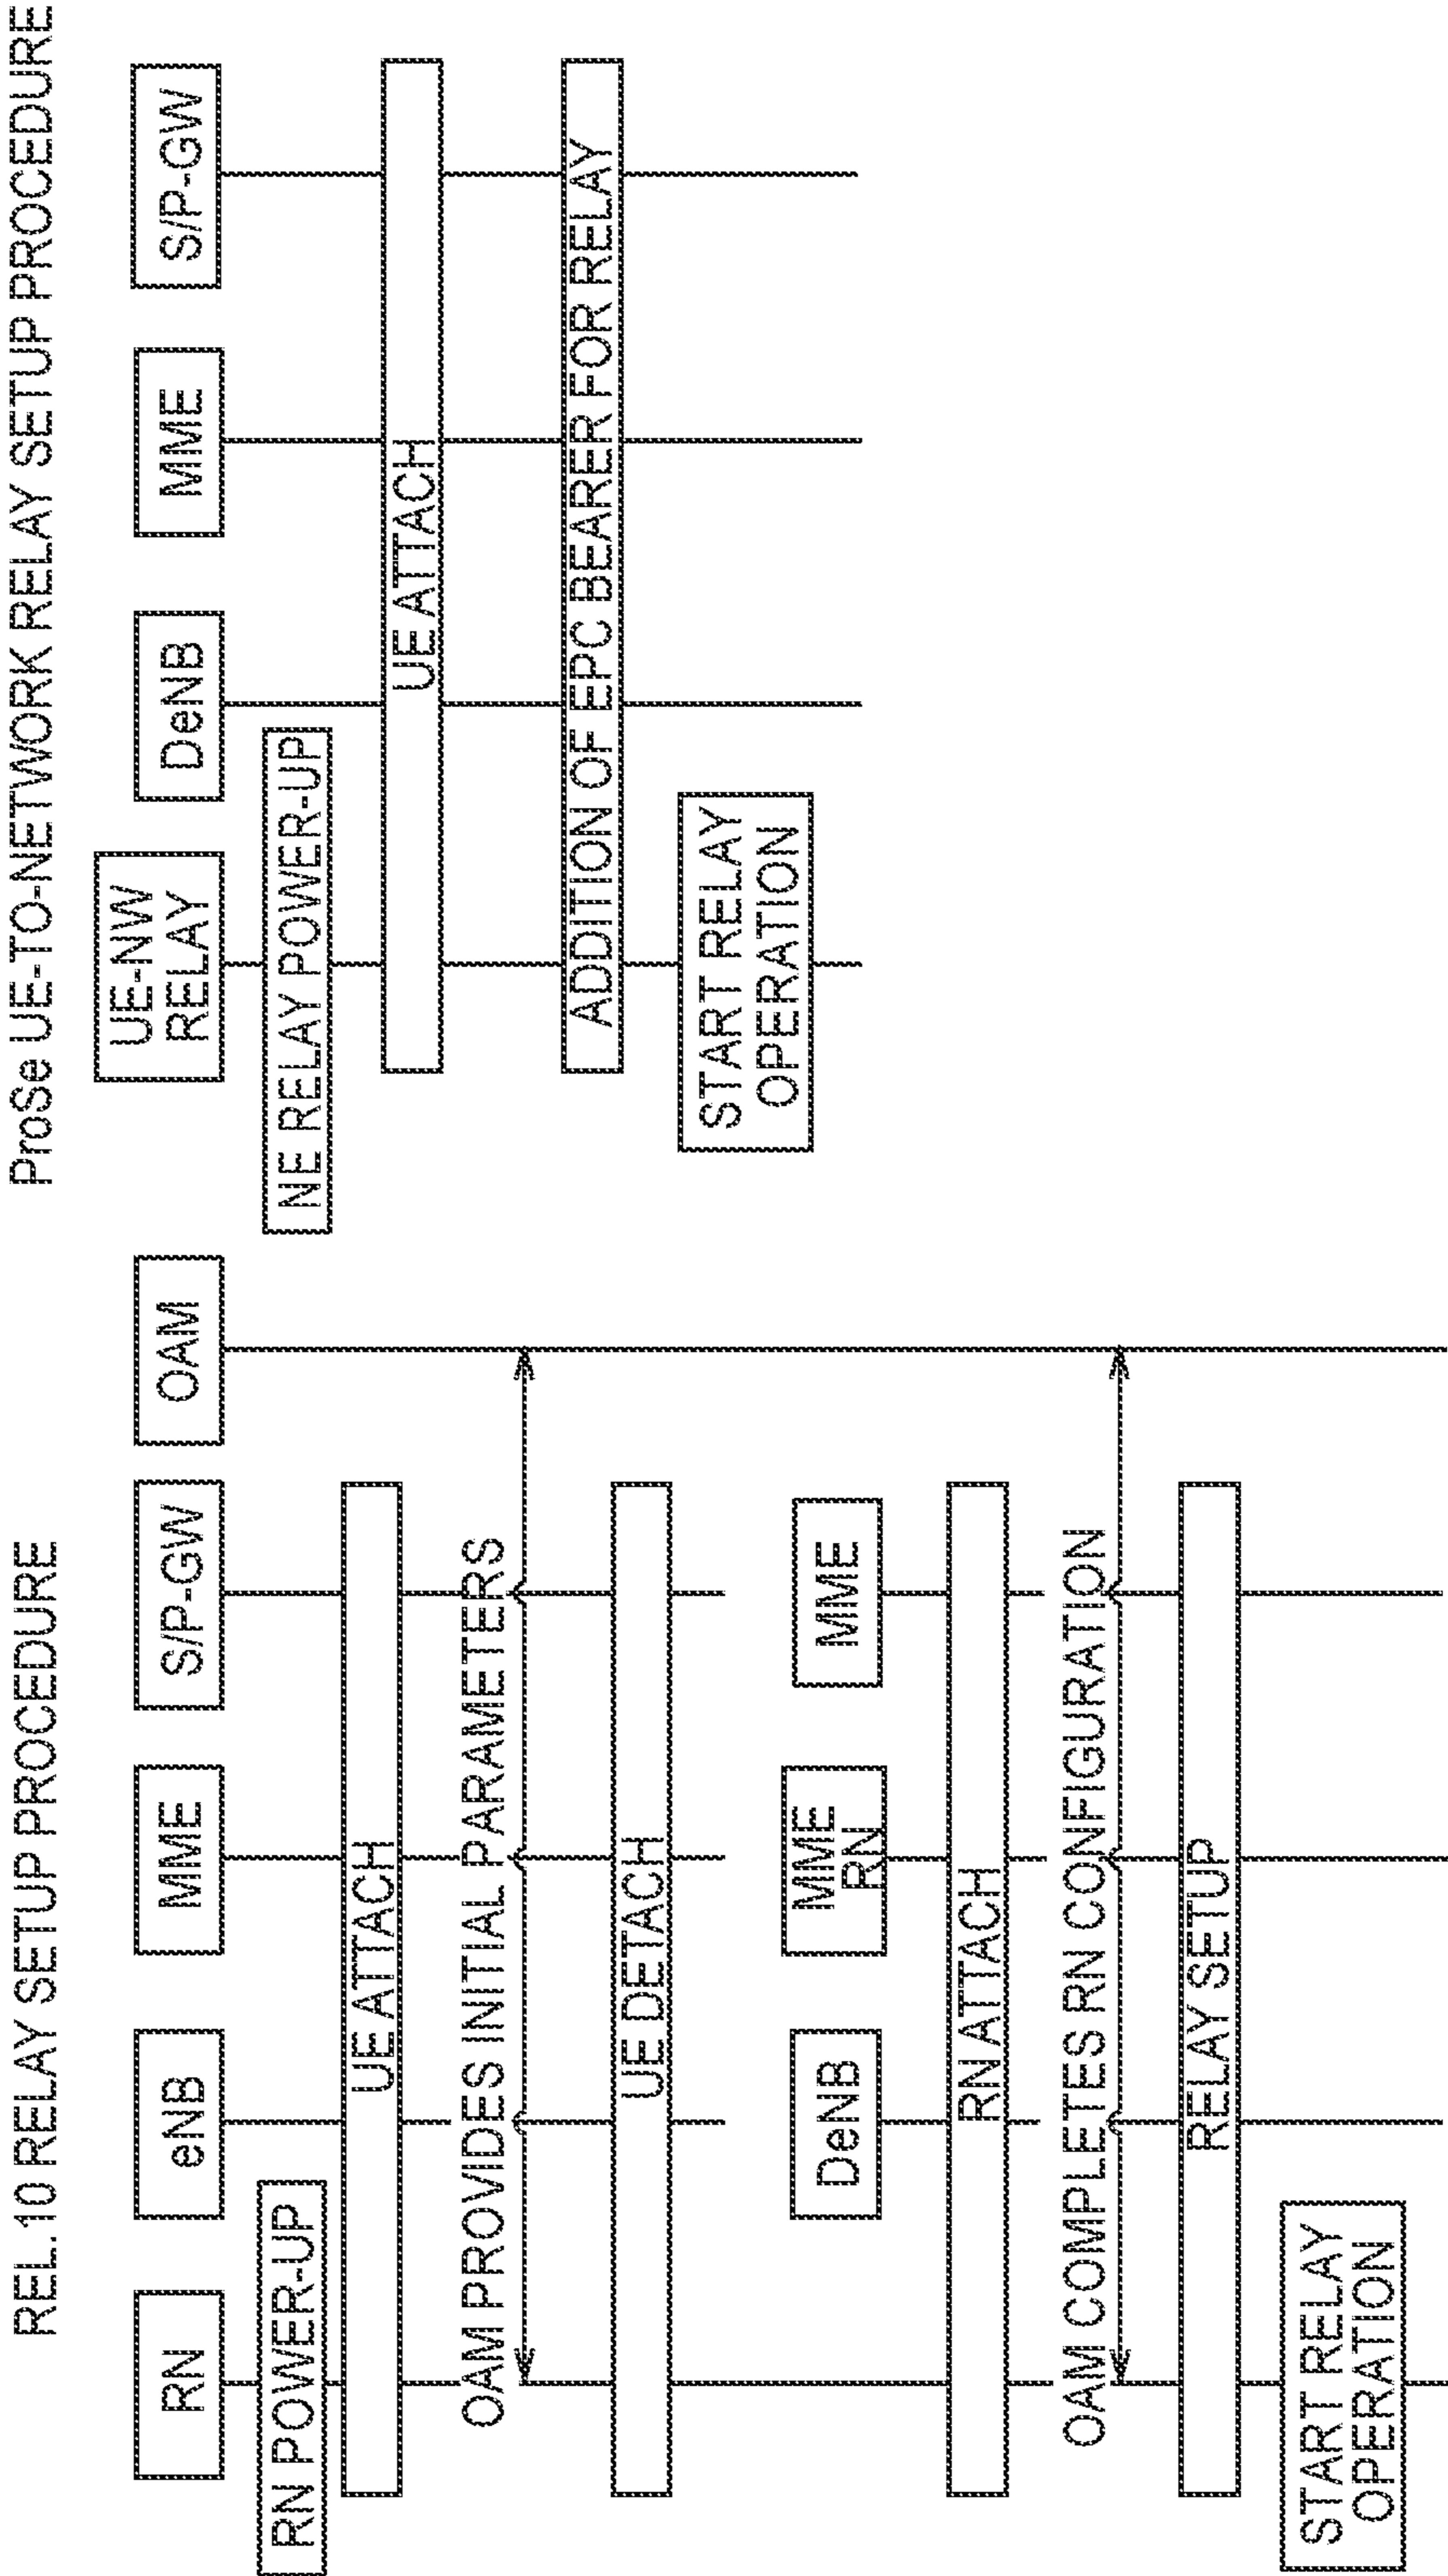 REL.10 RELAY SETUP PROCEDURE
RN
eNB
MME
S/P-GW
OAM
RN POWER-UP
UE ATTACH
OAM PROVIDES INITIAL PARAMETERS
UE DETACH
DeNB
MME
RN
MME
RN ATTACH
OAM COMPLETES RN CONFIGURATION
RELAY SETUP
START RELAY
OPERATION
ProSe UE-TO-NETWORK RELAY SETUP PROCEDURE
UE-NW
RELAY
DeNB
MME
S/P-GW
NE RELAY POWER-UP
UE ATTACH
ADDITION OF EPC BEARER FOR RELAY
START RELAY
OPERATION